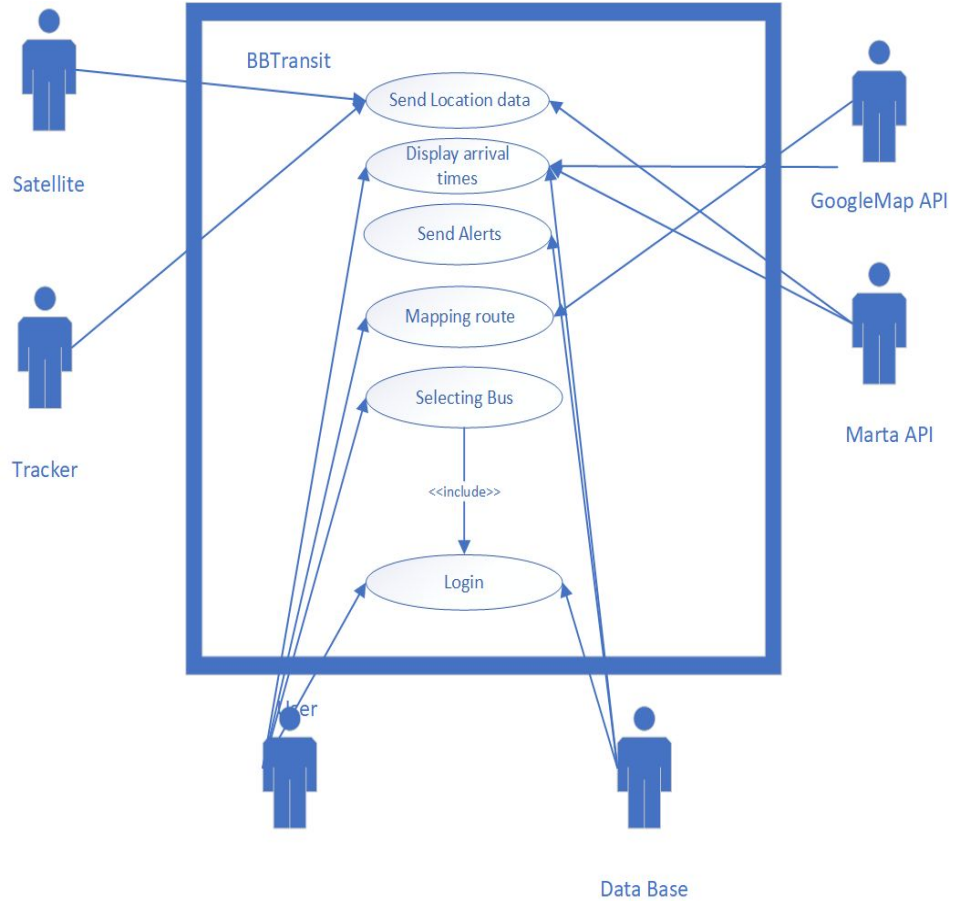 BBTransit
Satellite
Tracker
Send Location data
Display arrival
times
Send Alerts
Mapping route
Selecting Bus
<<include>>
Login
GoogleMap API
Marta API
User
Data Base